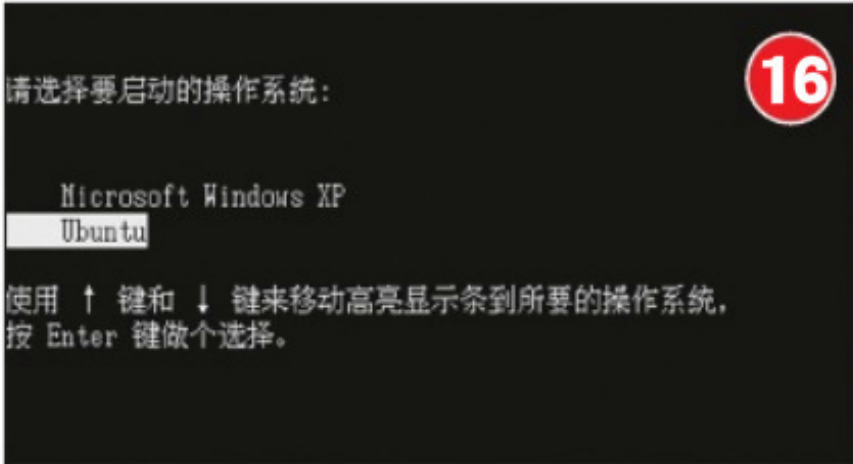 16
请选择要启动的操作系统:
Microsoft Windows XP
Ubuntu
使用 ↑ 键和 ↓ 键来移动高亮显示条到所要的操作系统,
按 Enter 键做个选择。